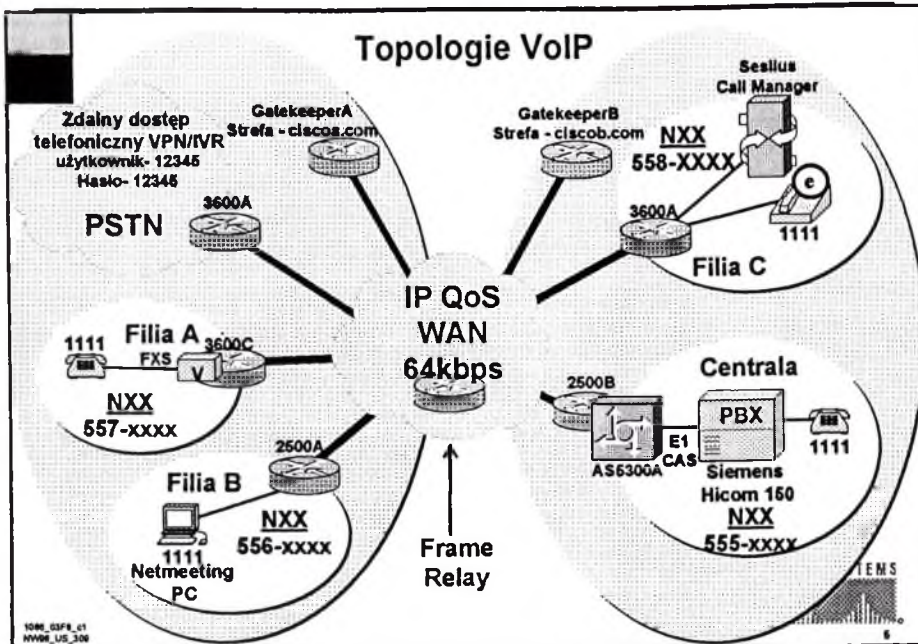 Topologie VoIP
Zdalny dostęp
telefoniczny VPN/IVR
użytkownik- 12345
Hasło- 12345
PSTN
3600A
GatekeeperA
Strefa - ciscoa.com
GatekeeperB
Strefa - ciscob.com
Seslius
Call Manager
NXX
558-XXXX
e
1111
3600A
Filia C
IP QoS
WAN
64kbps
Filia A
1111
FXS
V
3600C
NXX
557-xxxx
2500A
Filia B
1111
Netmeeting
PC
NXX
556-xxxx
Frame
Relay
2500B
Centrala
AS5300A
E1
CAS
PBX
1111
Siemens
Hicom 150
NXX
555-xxxx
TEMS
NW98_US_309